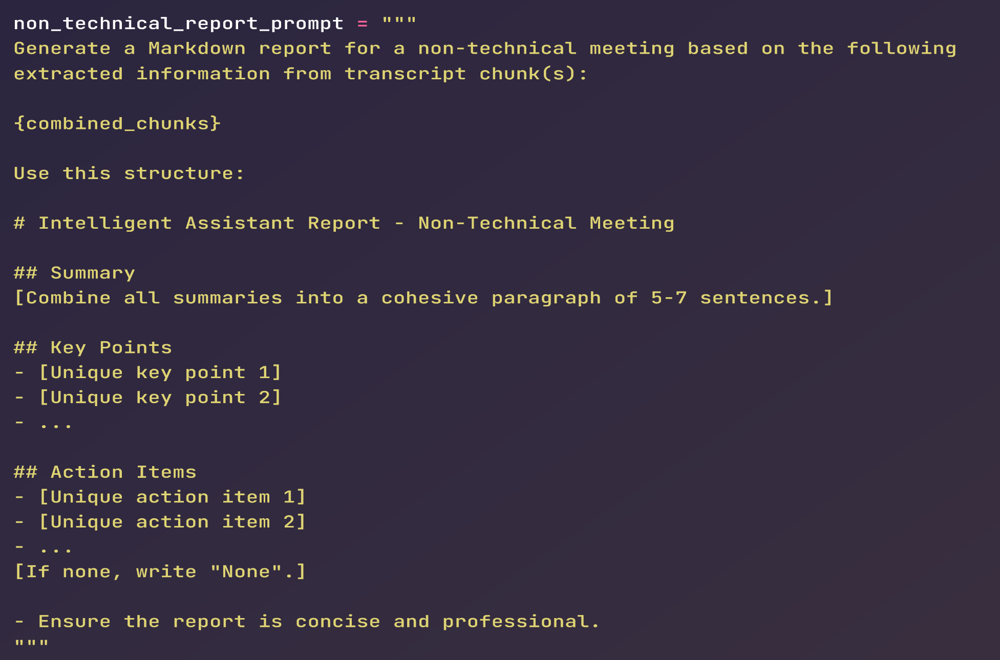 non_technical_report_prompt = """
Generate a Markdown report for a non-technical meeting based on the following
extracted information from transcript chunk(s):

{combined_chunks}

Use this structure:

# Intelligent Assistant Report - Non-Technical Meeting

## Summary
[Combine all summaries into a cohesive paragraph of 5-7 sentences.]

## Key Points
- [Unique key point 1]
- [Unique key point 2]
- ...

## Action Items
- [Unique action item 1]
- [Unique action item 2]
- ...
[If none, write "None".]

- Ensure the report is concise and professional.
"""